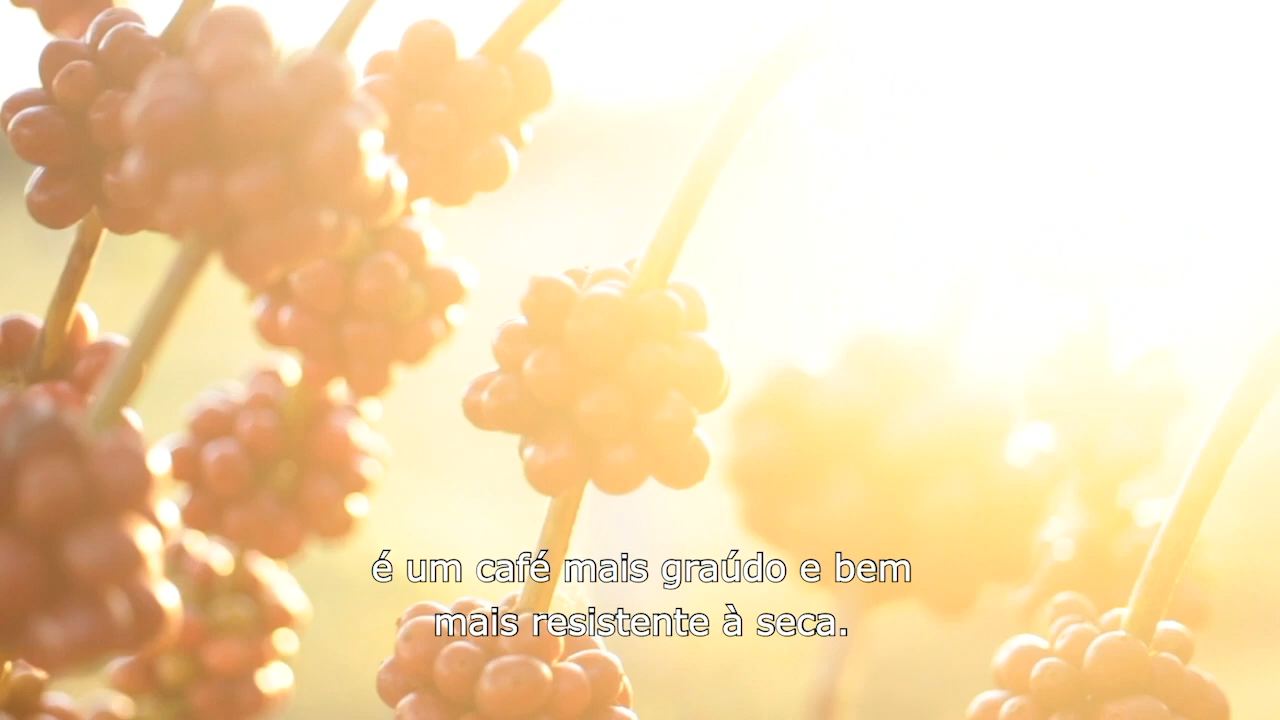 é um café mais graúdo e bem
mais resistente à seca.